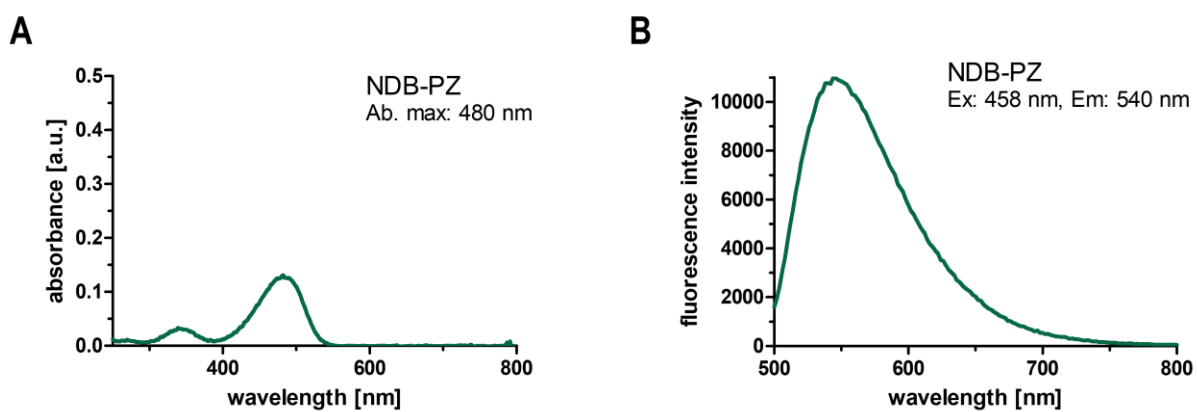 A
NDB-PZ
Ab. max: 480 nm
absorbance [a.u.]
0.5
0.4
0.3
0.2
0.1
0.0
400
600
800
wavelength [nm]
B
NDB-PZ
Ex: 458 nm, Em: 540 nm
fluorescence intensity
10000
8000
6000
4000
2000
0
500
600
700
800
wavelength [nm]